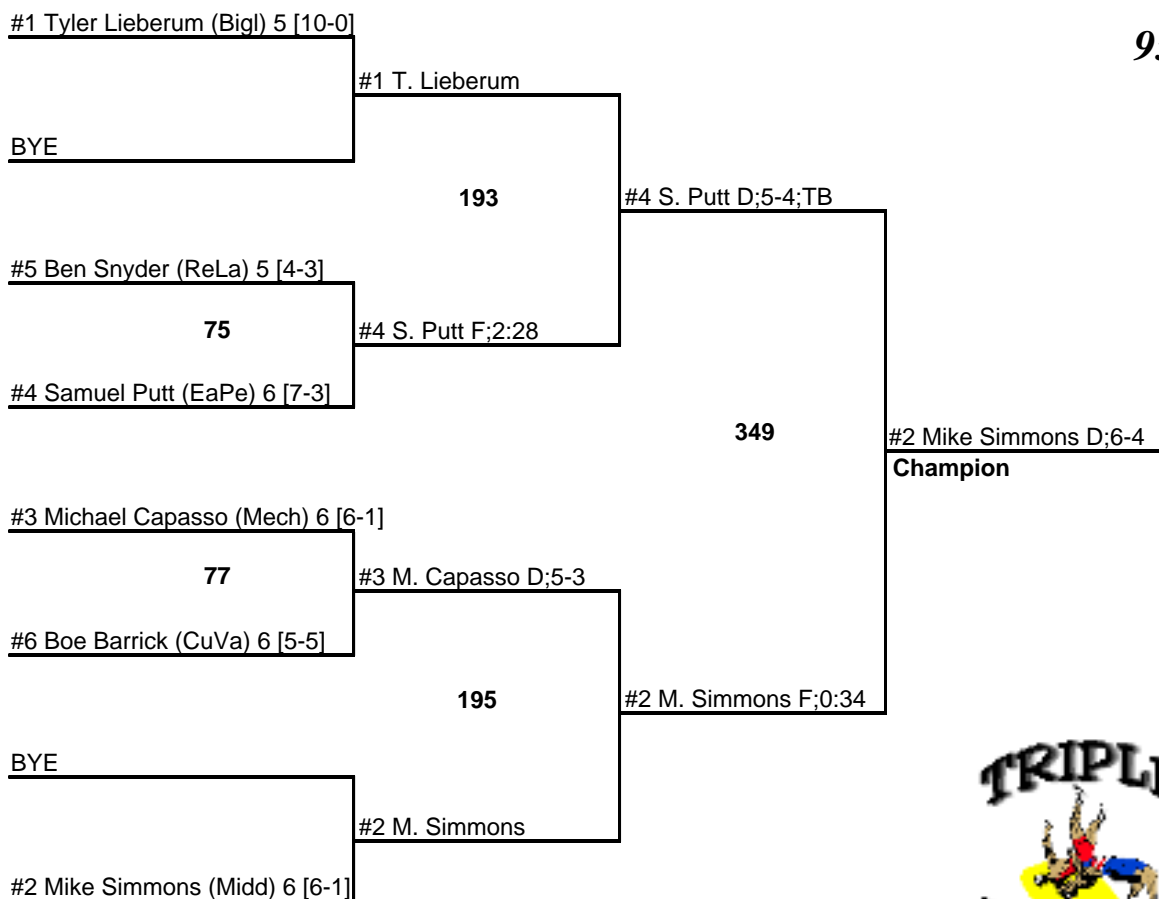 #1 Tyler Lieberum (Bigl) 5 [10-0]
9
#1 T. Lieberum
BYE
193
#4 S. Putt D;5-4;TB
#5 Ben Snyder (ReLa) 5 [4-3]
75
#4 S. Putt F;2:28
#4 Samuel Putt (EaPe) 6 [7-3]
349
#2 Mike Simmons D;6-4
Champion
#3 Michael Capasso (Mech) 6 [6-1]
77
#3 M. Capasso D;5-3
#6 Boe Barrick (CuVa) 6 [5-5]
195
#2 M. Simmons F;0:34
BYE
#2 M. Simmons
#2 Mike Simmons (Midd) 6 [6-1]